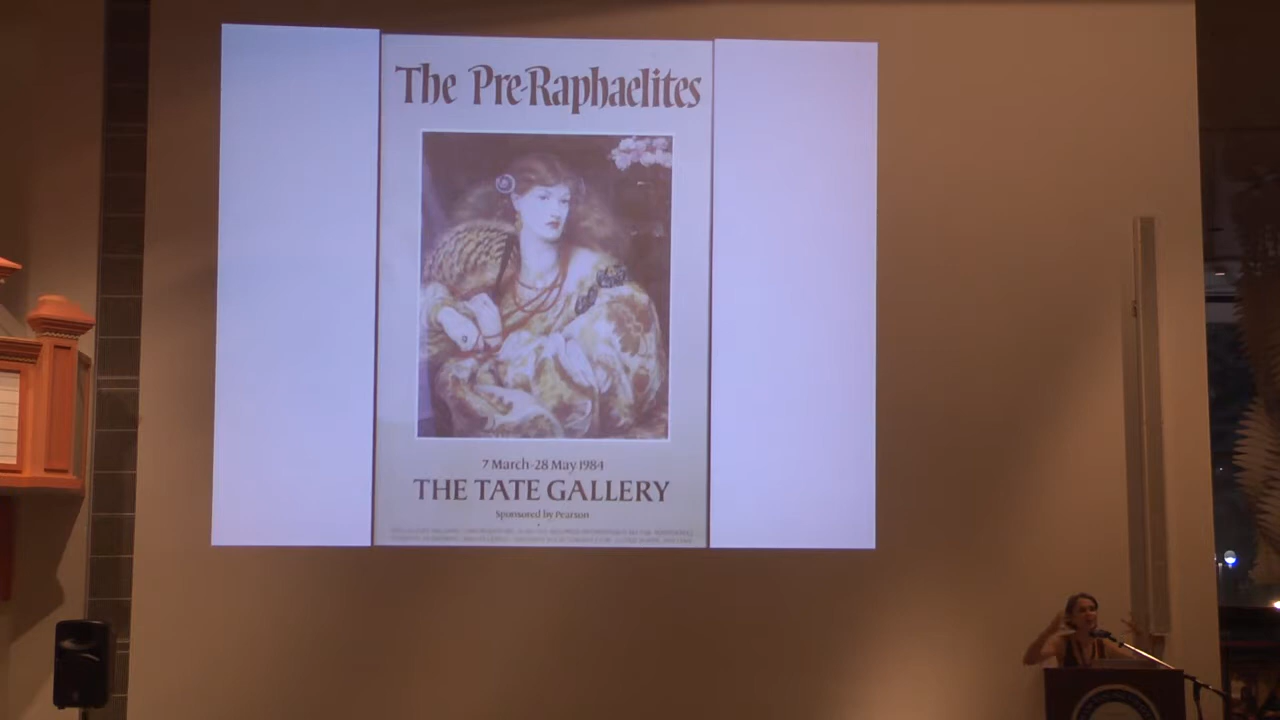 The Pre-Raphaelites
7 March-28 May 1984
THE TATE GALLERY
Sponsored by Pearson